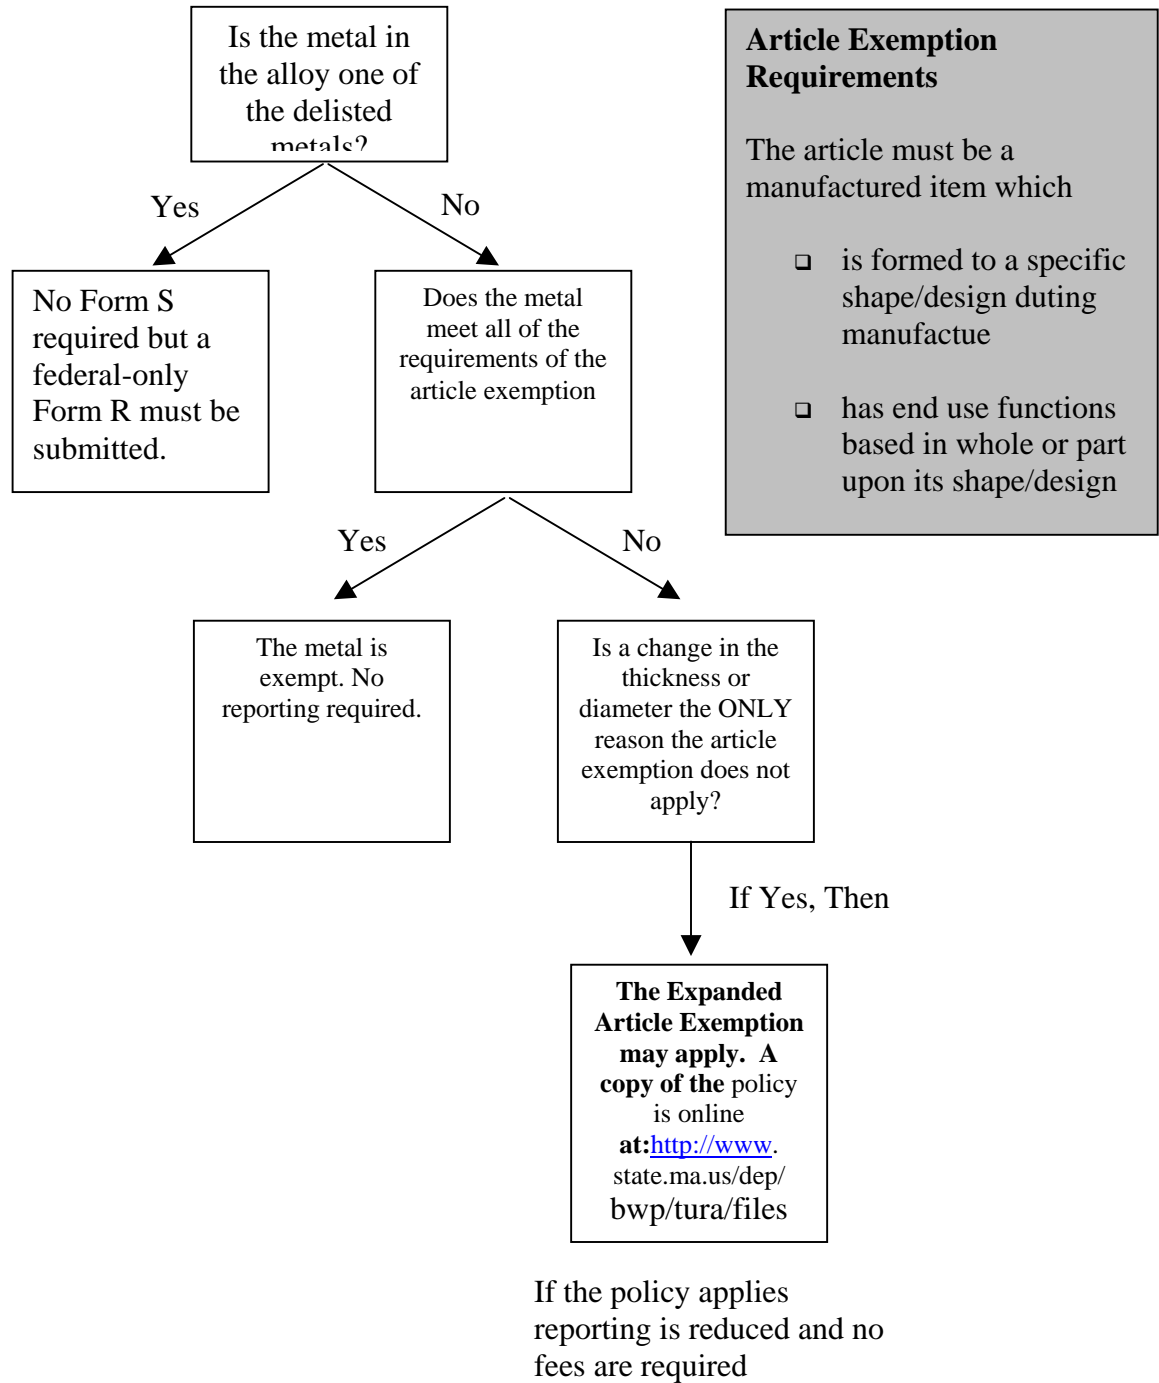 Is the metal in
the alloy one of
the delisted
metals?
Article Exemption
Requirements
The article must be a
manufactured item which
❑ is formed to a specific
shape/design duting
manufactue
❑ has end use functions
based in whole or part
upon its shape/design
Yes
No
No Form S
required but a
federal-only
Form R must be
submitted.
Does the metal
meet all of the
requirements of the
article exemption
Yes
No
The metal is
exempt. No
reporting required.
Is a change in the
thickness or
diameter the ONLY
reason the article
exemption does not
apply?
If Yes, Then
The Expanded
Article Exemption
may apply. A
copy of the policy
is online
at:http://www.
state.ma.us/dep/
bwp/tura/files
If the policy applies
reporting is reduced and no
fees are required